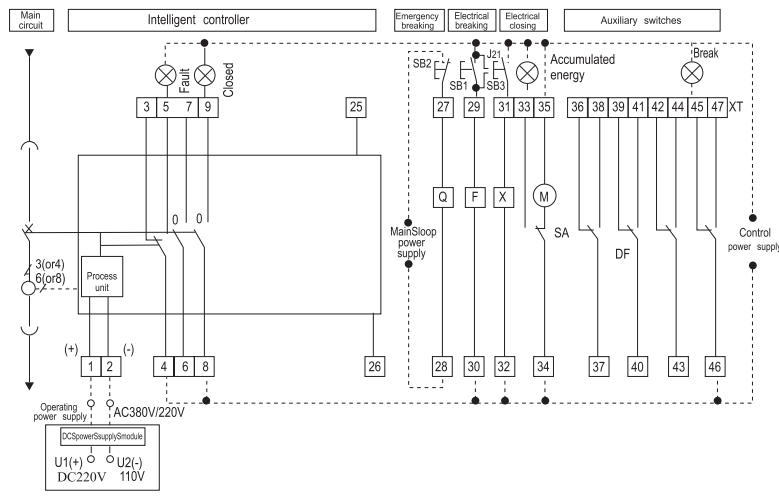 Main circuit
Intelligent controller
Emergency breaking
Electrical breaking
Electrical closing
Auxiliary switches
SB2
SB1
J21
SB3
Accumulated energy
Break
Fault
Closed
3 5 7 9
25
27
29
31 33 35
36 38 39 41 42 44 45 47
XT
0
0
Q
F
X
M
SA
DF
MainSloop power supply
Control power supply
3(or4)
6(or8)
Process unit
(+)
(-)
1 2
4 6 8
26
28
30
32
34
37
40
43
46
Operating power supply
AC380V/220V
DCSpowerSsupplySmodule
U1(+)
U2(-)
DC220V
110V